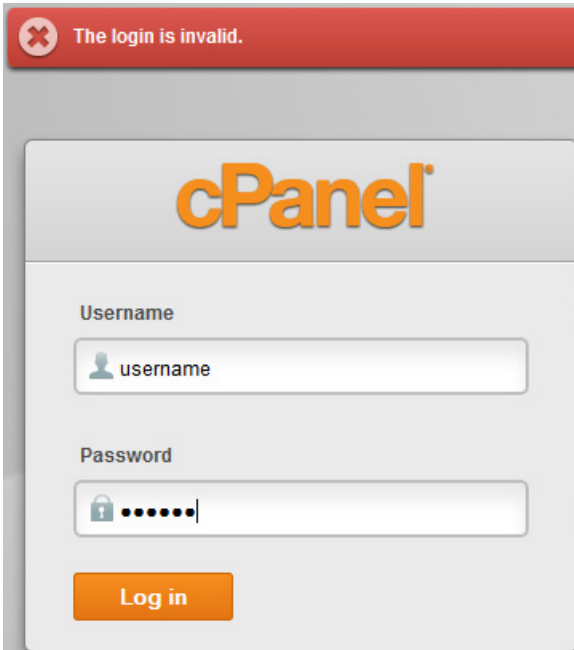 The login is invalid.
cPanel®
Username
username
Password
••••••
Log in